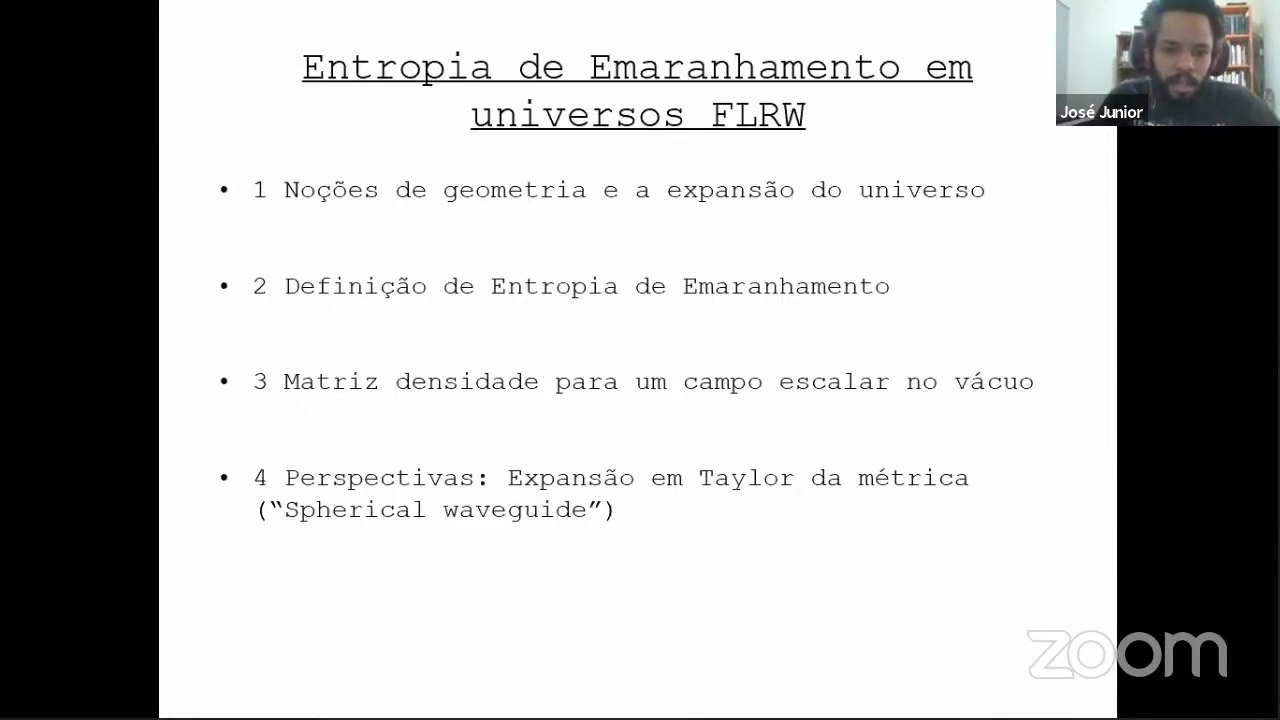 Entropia de Emaranhamento em
universos FLRW
José Junior
• 1 Noções de geometria e a expansão do universo
• 2 Definição de Entropia de Emaranhamento
• 3 Matriz densidade para um campo escalar no vácuo
• 4 Perspectivas: Expansão em Taylor da métrica
(“Spherical waveguide”)
zoom